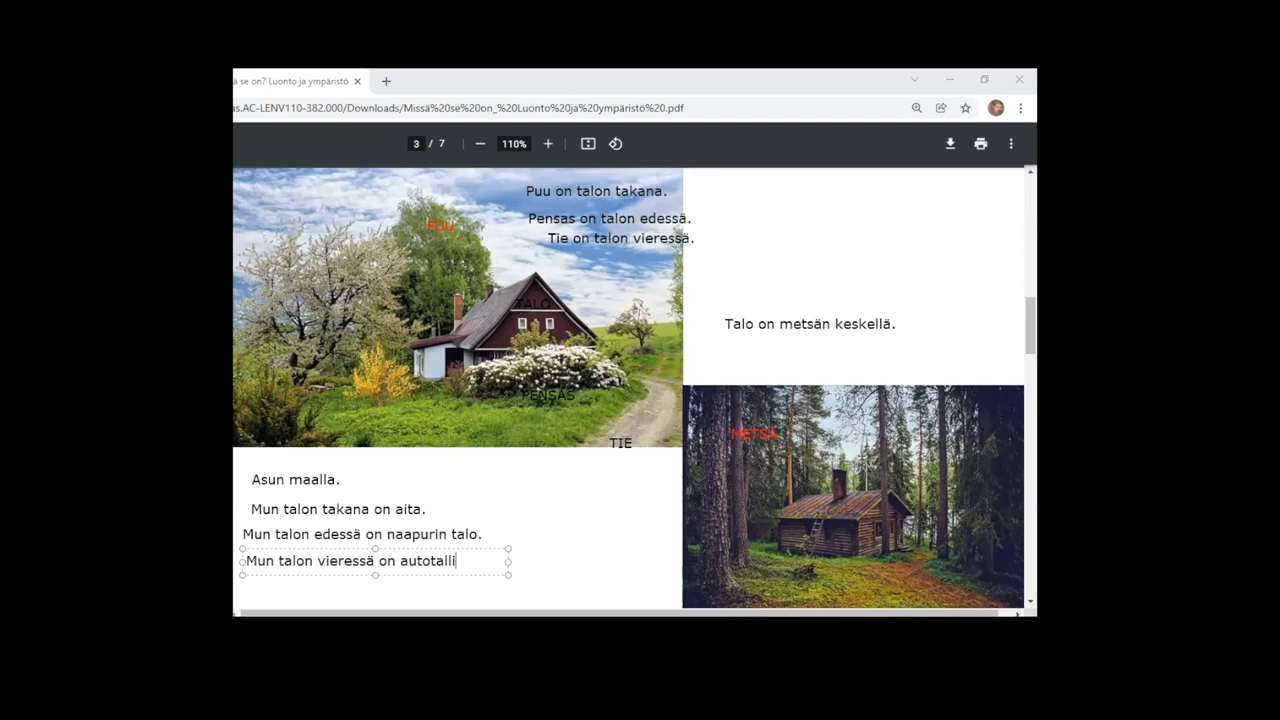 ä se on? Luonto ja ympäristö
s.AC-LENV110-382.000/Downloads/Missä%20se%20on_%20Luonto%20ja%20ympäristö%20.pdf
3 / 7
110%
Puu on talon takana.
Pensas on talon edessä.
Tie on talon vieressä.
PUU
TALO
PENSAS
TIE
Talo on metsän keskellä.
METSÄ
Asun maalla.
Mun talon takana on aita.
Mun talon edessä on naapurin talo.
Mun talon vieressä on autotalli